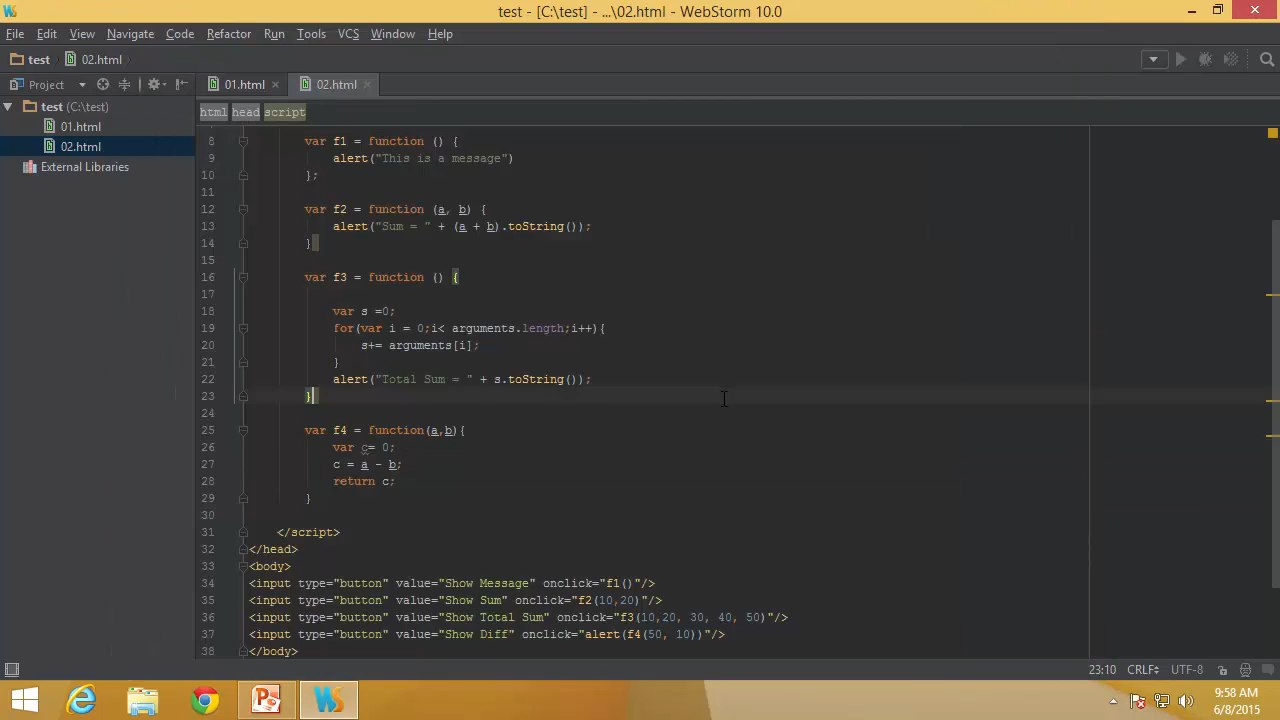 test - [C:\test] - ...\02.html - WebStorm 10.0
File Edit View Navigate Code Refactor Run Tools VCS Window Help
test 02.html
Project 01.html 02.html
test (C:\test)
html head script
01.html
02.html
External Libraries
8 var f1 = function () {
9 alert("This is a message")
10 };
11
12 var f2 = function (a, b) {
13 alert("Sum = " + (a + b).toString());
14 }
15
16 var f3 = function () {
17
18 var s =0;
19 for(var i = 0;i< arguments.length;i++){
20 s+= arguments[i];
21 }
22 alert("Total Sum = " + s.toString());
23 }
24
25 var f4 = function(a,b){
26 var c= 0;
27 c = a - b;
28 return c;
29 }
30
31 </script>
32 </head>
33 <body>
34 <input type="button" value="Show Message" onclick="f1()"/>
35 <input type="button" value="Show Sum" onclick="f2(10,20)"/>
36 <input type="button" value="Show Total Sum" onclick="f3(10,20, 30, 40, 50)"/>
37 <input type="button" value="Show Diff" onclick="alert(f4(50, 10))"/>
38 </body>
23:10 CRLF UTF-8
9:58 AM
6/8/2015